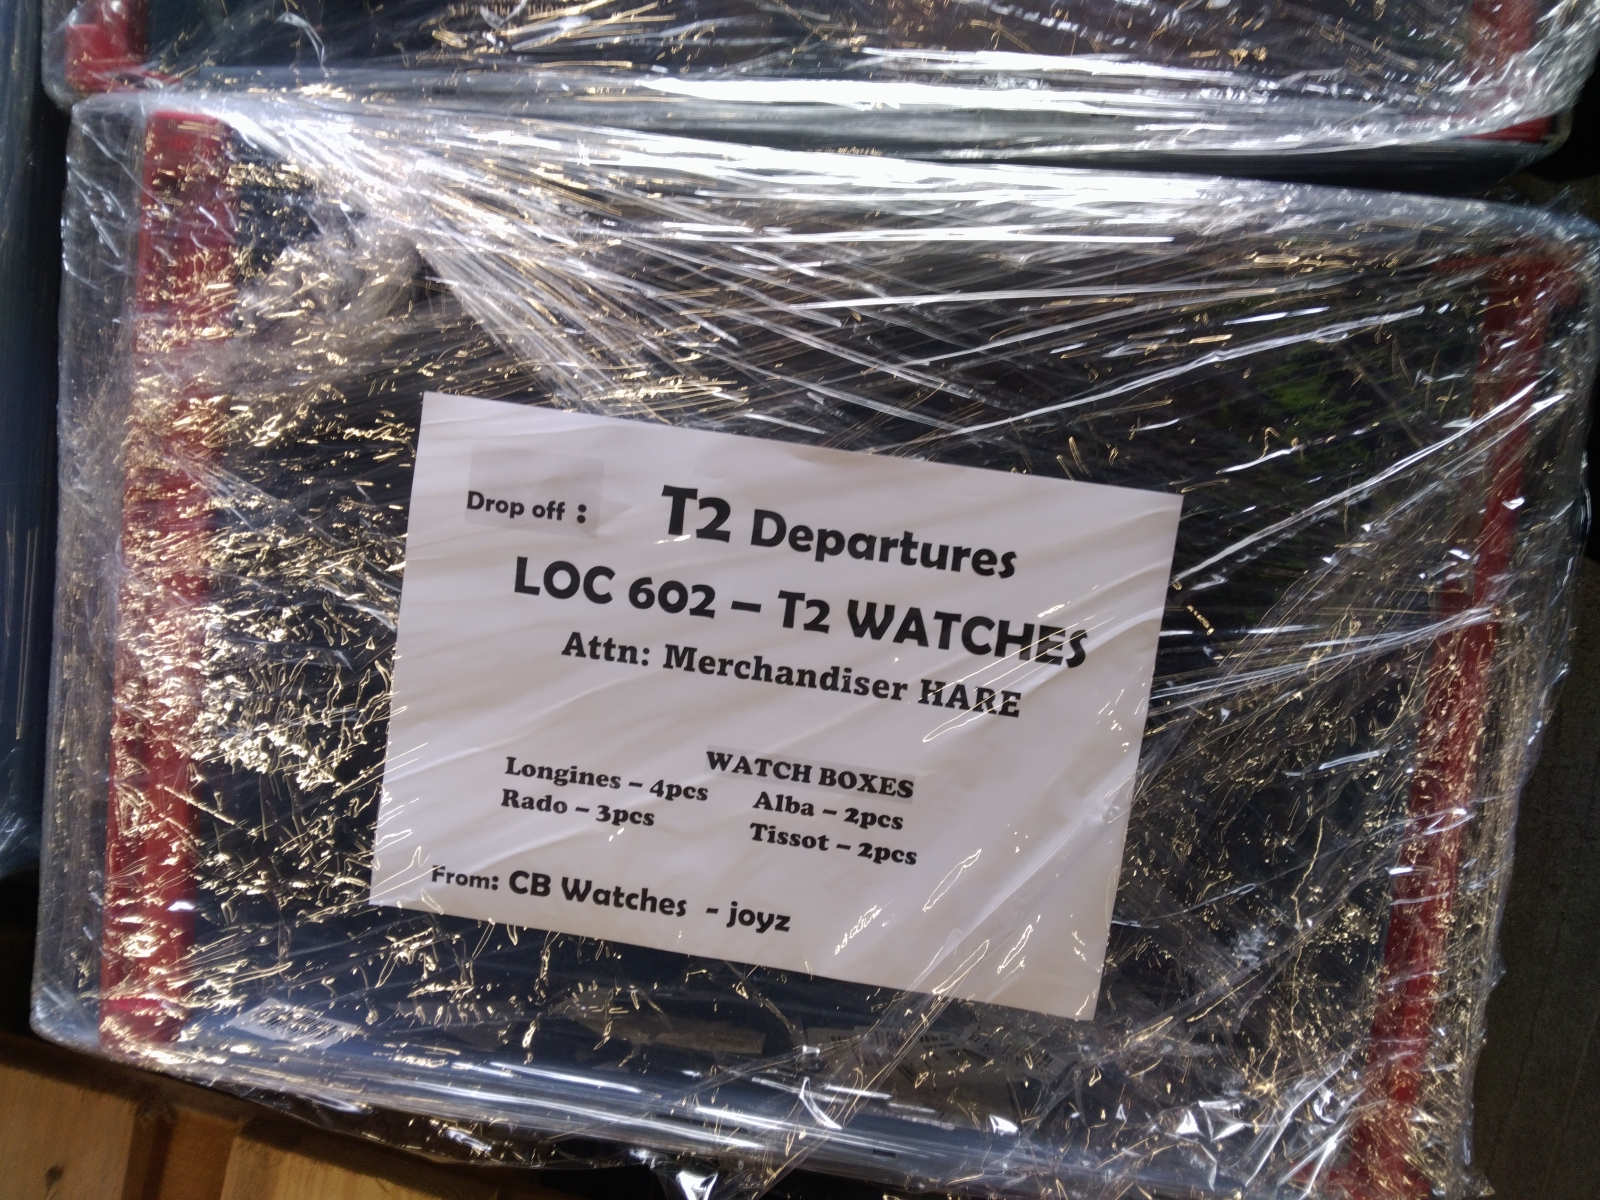 Drop off : T2 Departures
LOC 602 – T2 WATCHES
Attn: Merchandiser HARE
WATCH BOXES
Longines – 4pcs Alba – 2pcs
Rado – 3pcs Tissot – 2pcs
From: CB Watches - joyz